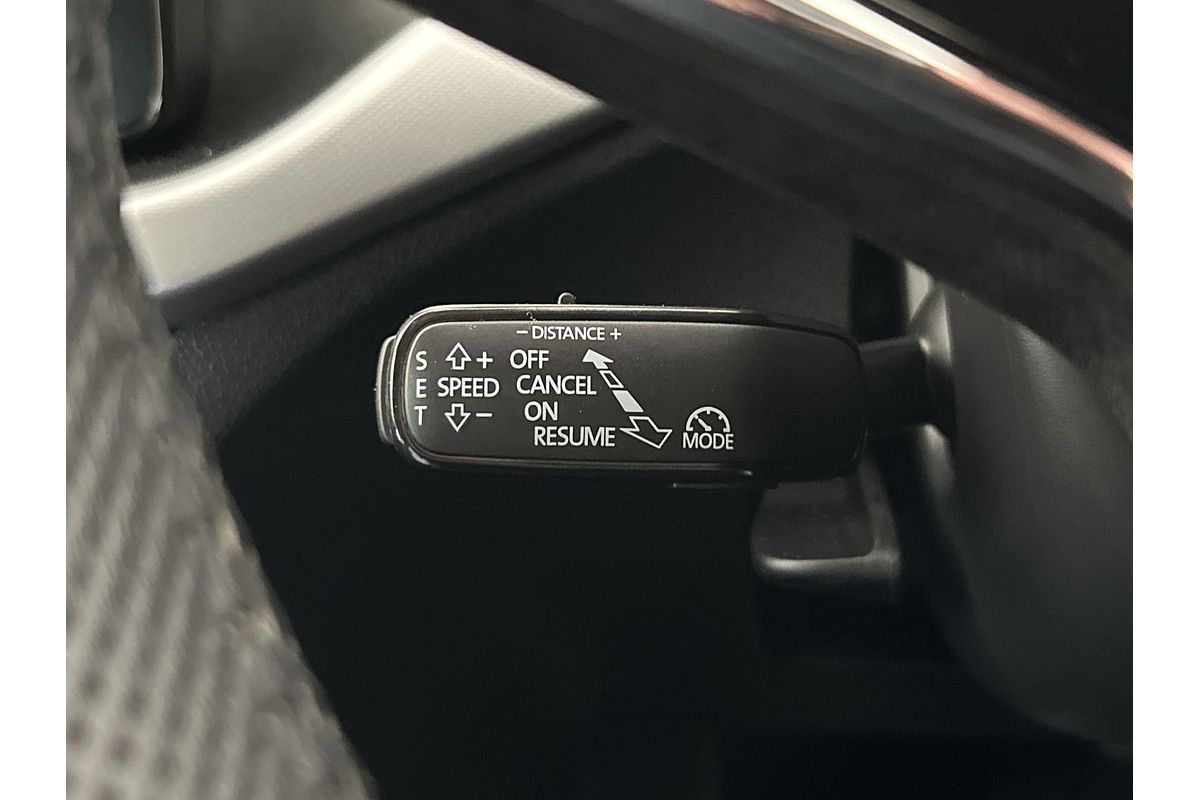 − DISTANCE +
S + OFF
E SPEED CANCEL
T − ON
RESUME MODE